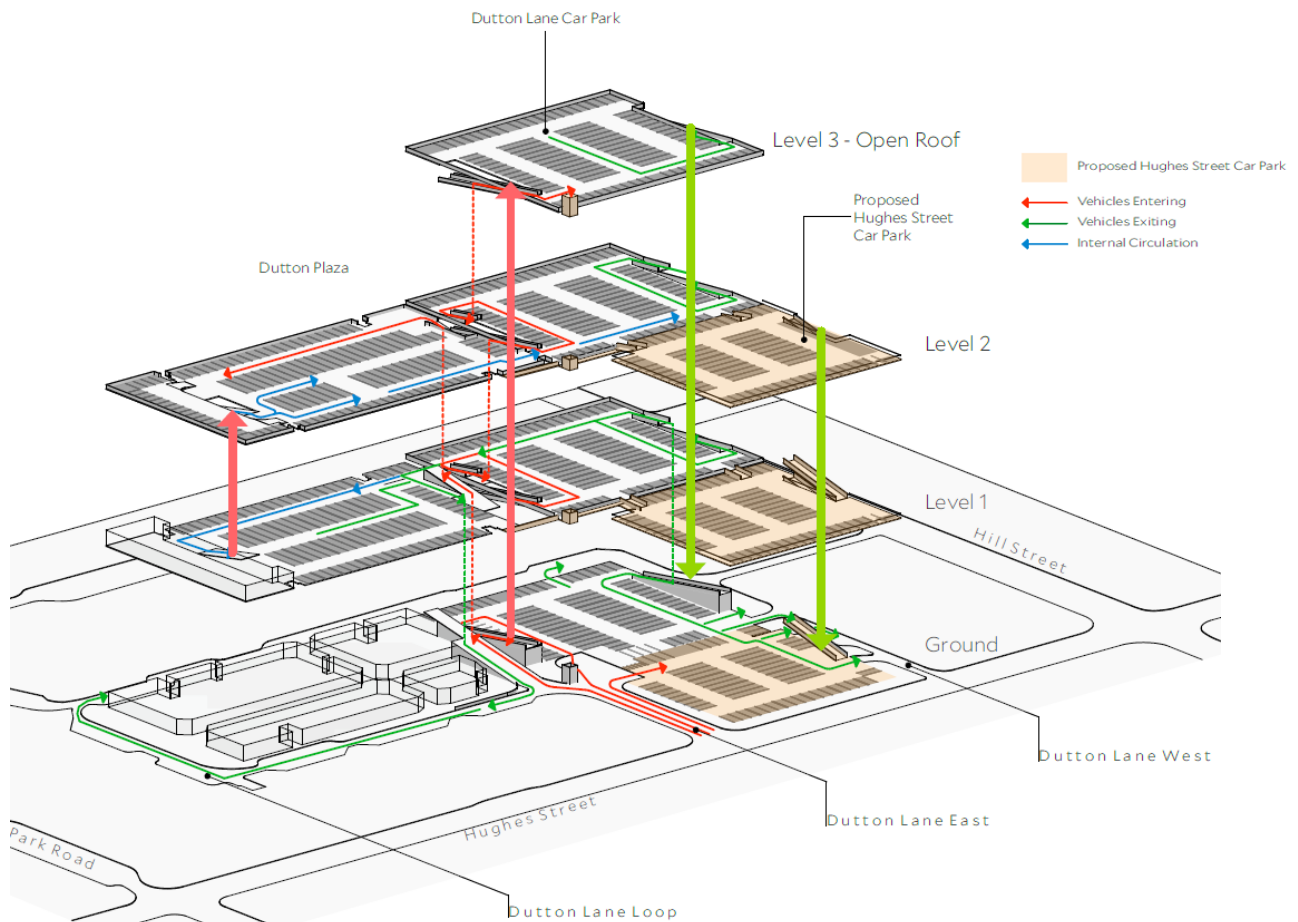 Dutton Lane Car Park
Level 3 - Open Roof
Proposed Hughes Street Car Park
Vehicles Entering
Vehicles Exiting
Internal Circulation
Proposed
Hughes Street
Car Park
Dutton Plaza
Level 2
Level 1
Hill Street
Ground
Dutton Lane West
Hughes Street
Dutton Lane East
Park Road
Dutton Lane Loop